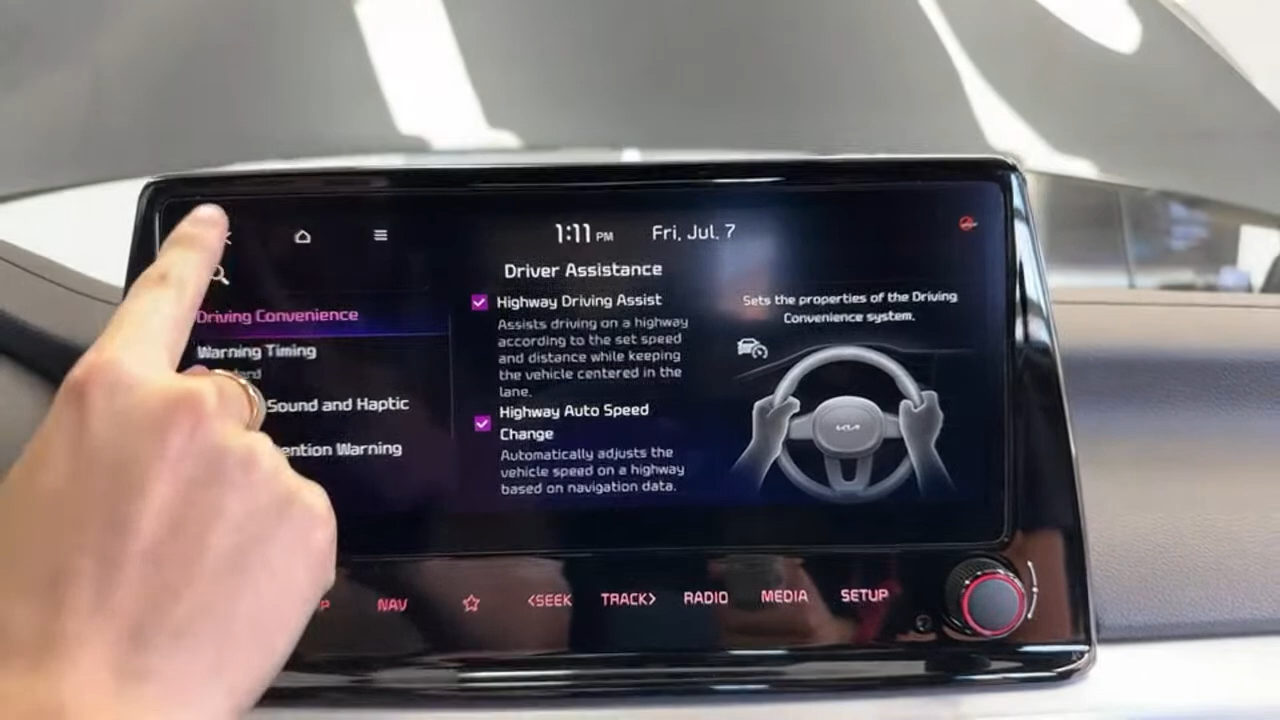 1:11 PM Fri, Jul. 7
Driver Assistance
Driving Convenience
Warning Timing
Sound and Haptic
Warning
Highway Driving Assist
Assists driving on a highway
according to the set speed
and distance while keeping
the vehicle centered in the
lane.
Highway Auto Speed
Change
Automatically adjusts the
vehicle speed on a highway
based on navigation data.
Sets the properties of the Driving
Convenience system.
KIA
NAV
<SEEK
TRACK>
RADIO
MEDIA
SETUP